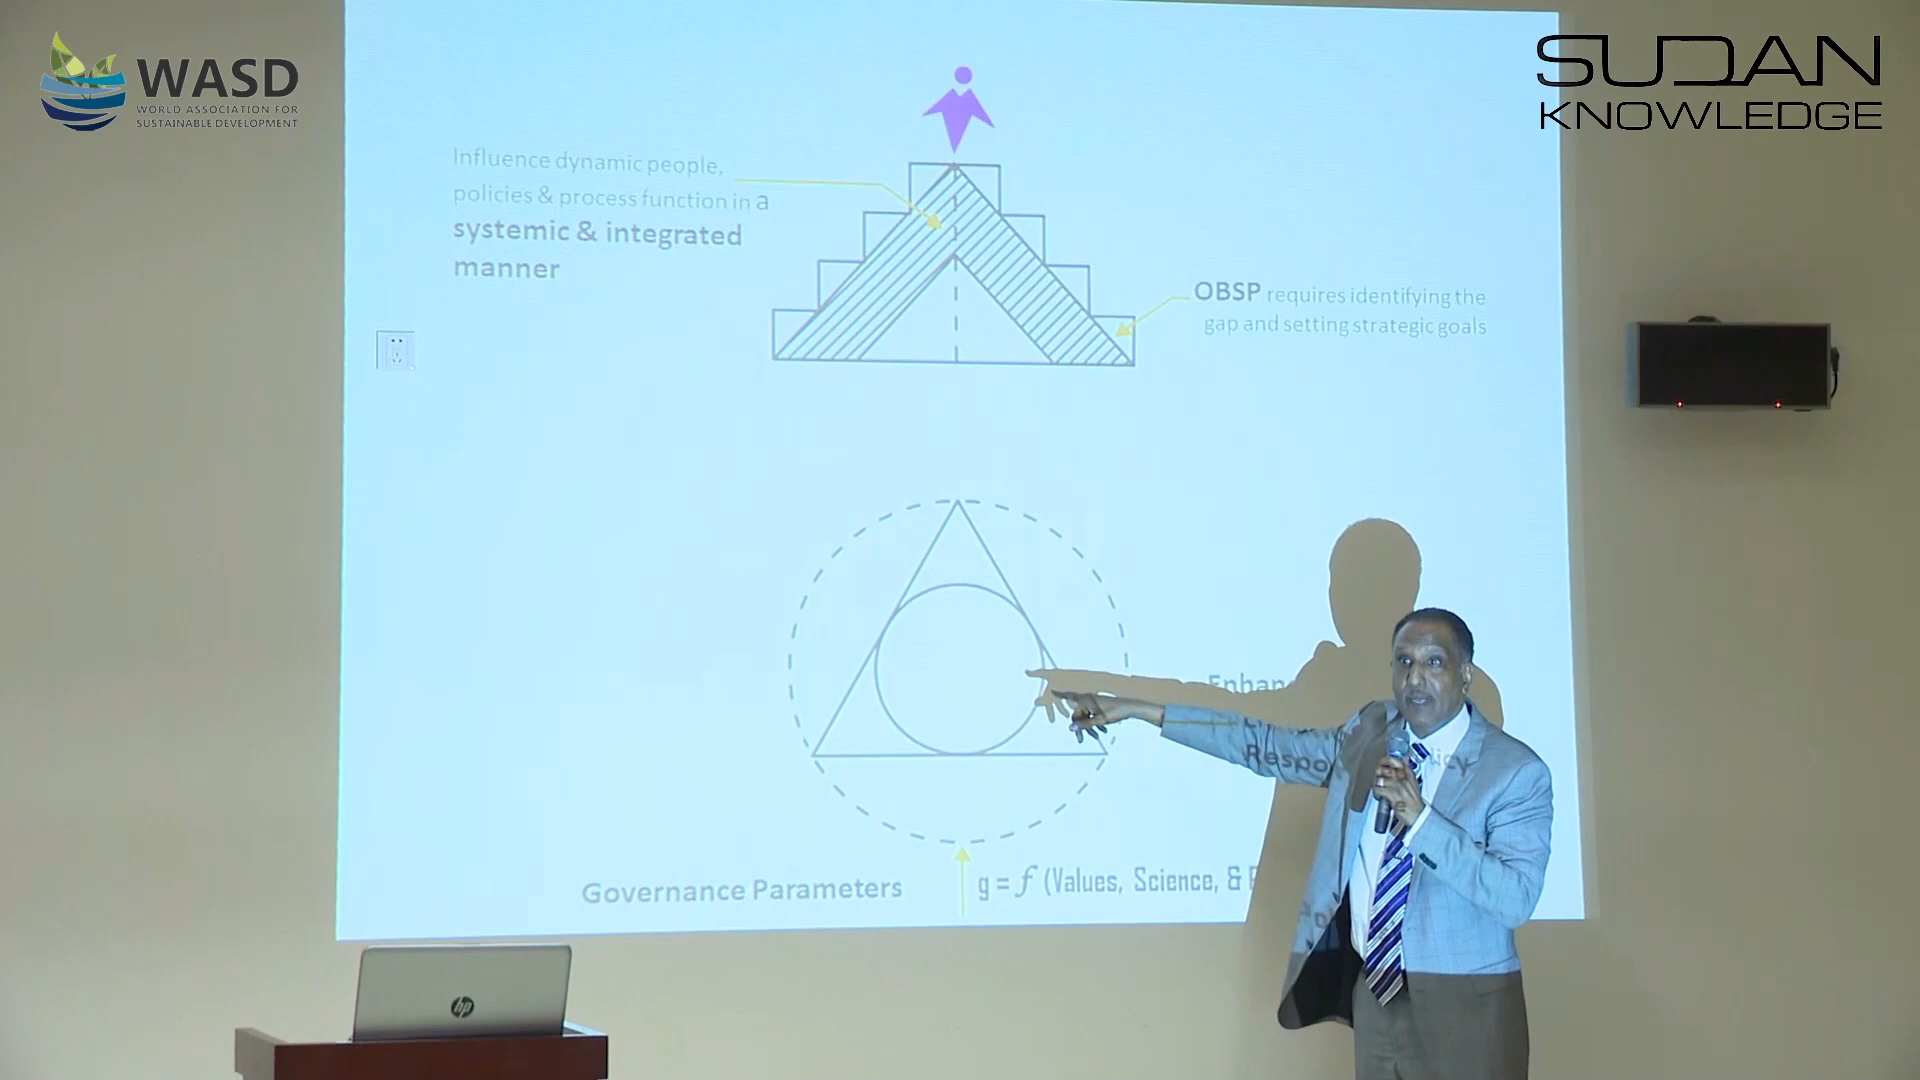 WASD
WORLD ASSOCIATION FOR
SUSTAINABLE DEVELOPMENT
SUDAN
KNOWLEDGE
Influence dynamic people,
policies & process function in a
systemic & integrated
manner
OBSP requires identifying the
gap and setting strategic goals
Governance Parameters
g = f (Values, Science, &
hp